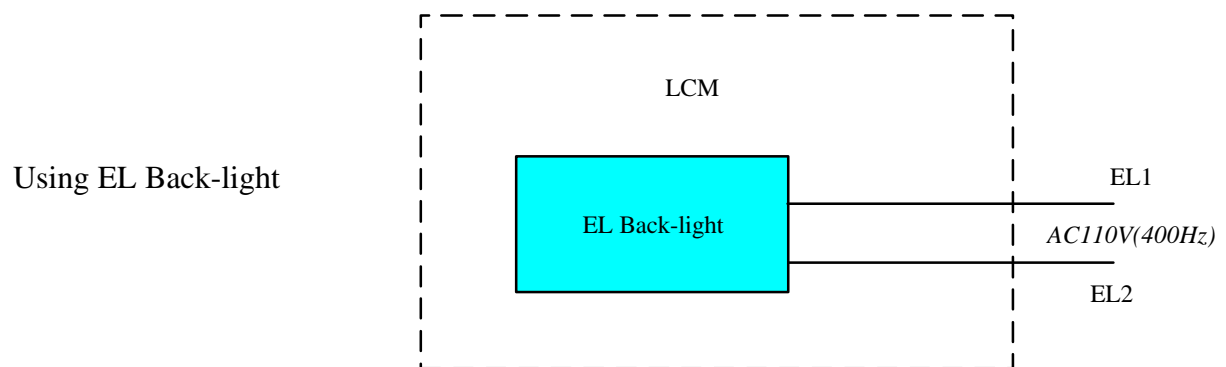 LCM
Using EL Back-light
EL Back-light
EL1
AC110V(400Hz)
EL2